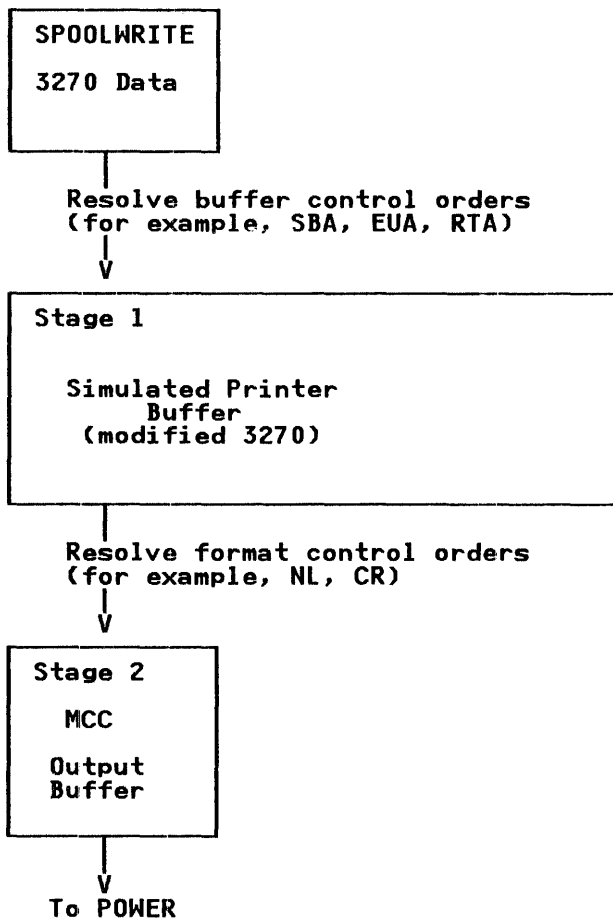 SPOOLWRITE
3270 Data
Resolve buffer control orders
(for example, SBA, EUA, RTA)
V
Stage 1
Simulated Printer
Buffer
(modified 3270)
Resolve format control orders
(for example, NL, CR)
V
Stage 2
MCC
Output
Buffer
V
To POWER